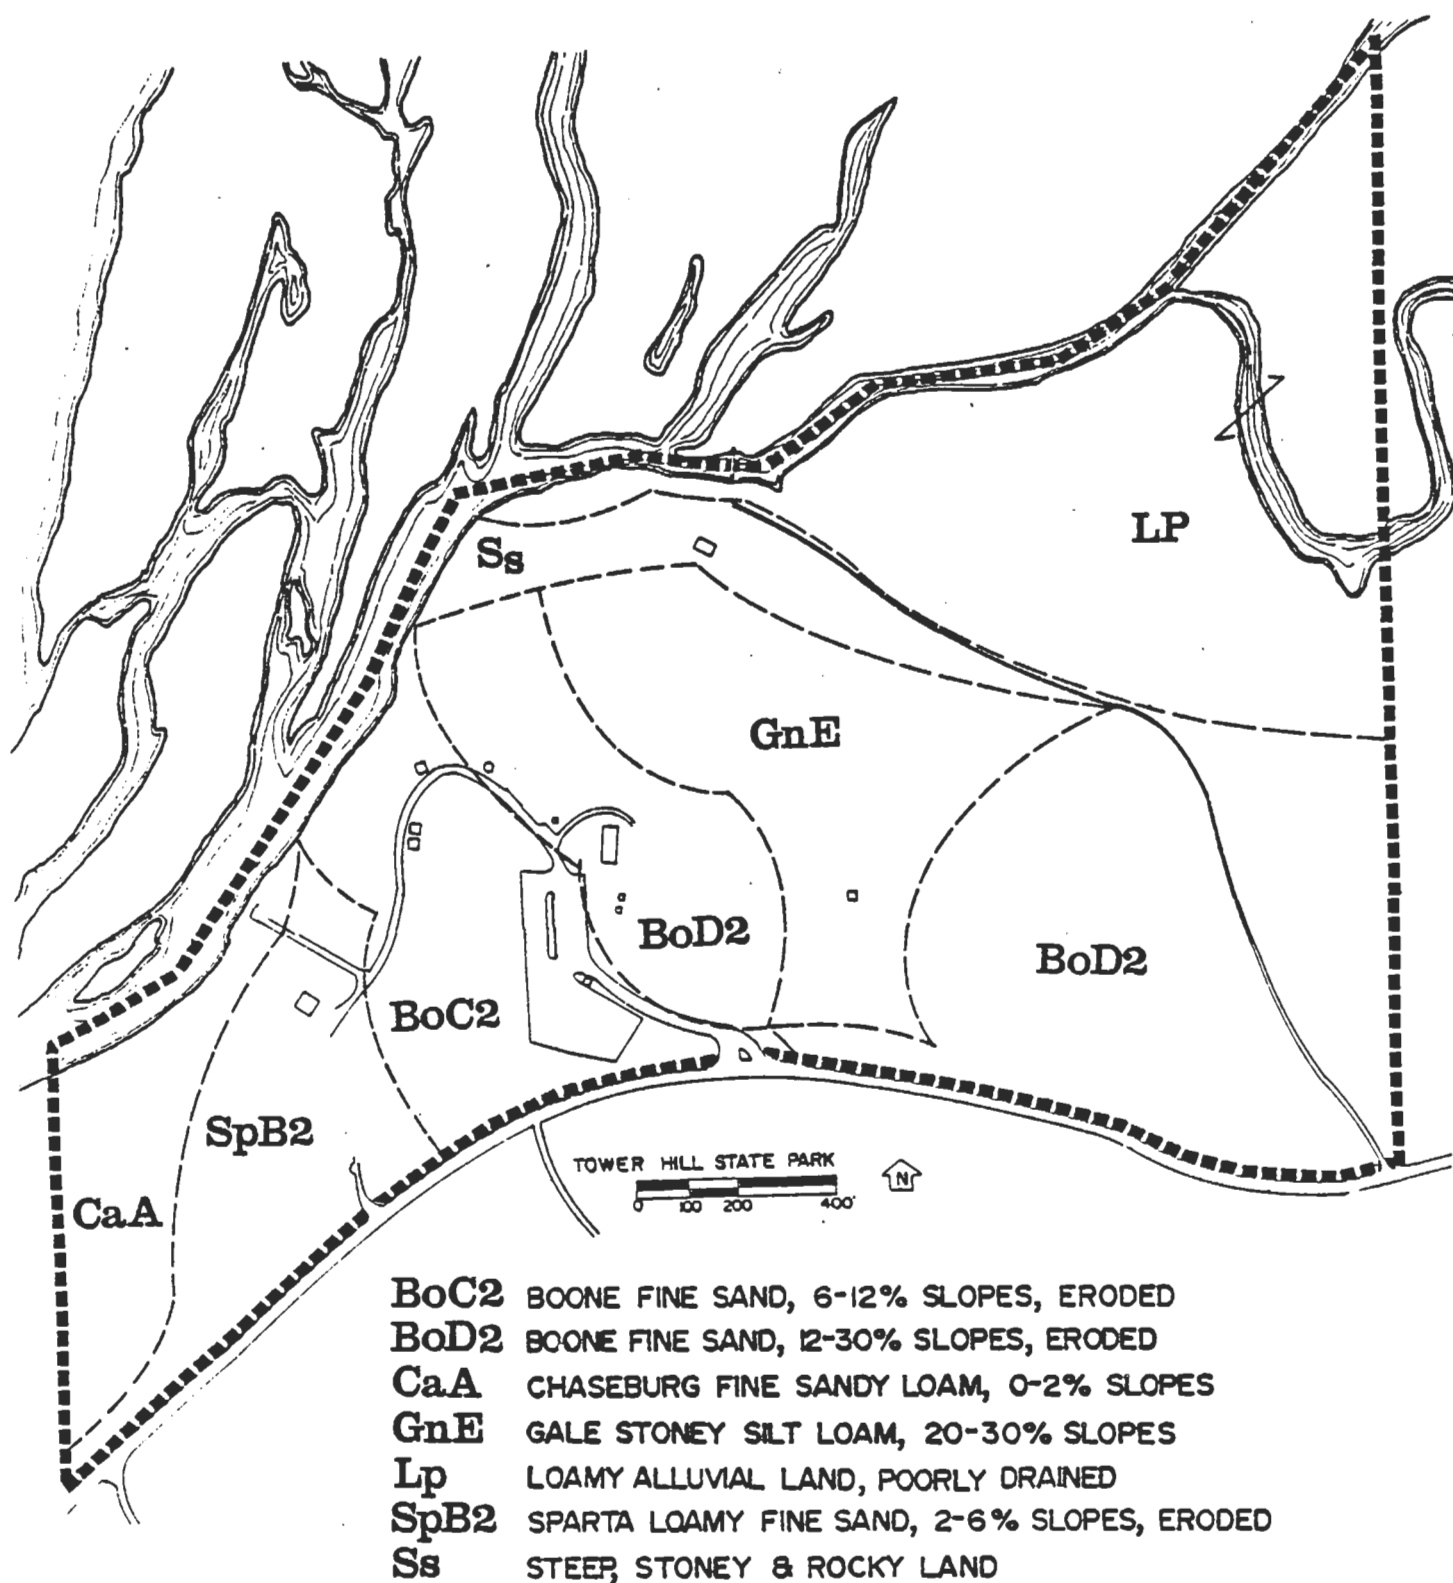 LP
Ss
GnE
BoD2
BoD2
BoC2
SpB2
CaA
TOWER HILL STATE PARK
N
0 100 200 400'
BoC2 BOONE FINE SAND, 6-12% SLOPES, ERODED
BoD2 BOONE FINE SAND, 12-30% SLOPES, ERODED
CaA CHASEBURG FINE SANDY LOAM, 0-2% SLOPES
GnE GALE STONEY SILT LOAM, 20-30% SLOPES
Lp LOAMY ALLUVIAL LAND, POORLY DRAINED
SpB2 SPARTA LOAMY FINE SAND, 2-6% SLOPES, ERODED
Ss STEEP, STONEY & ROCKY LAND